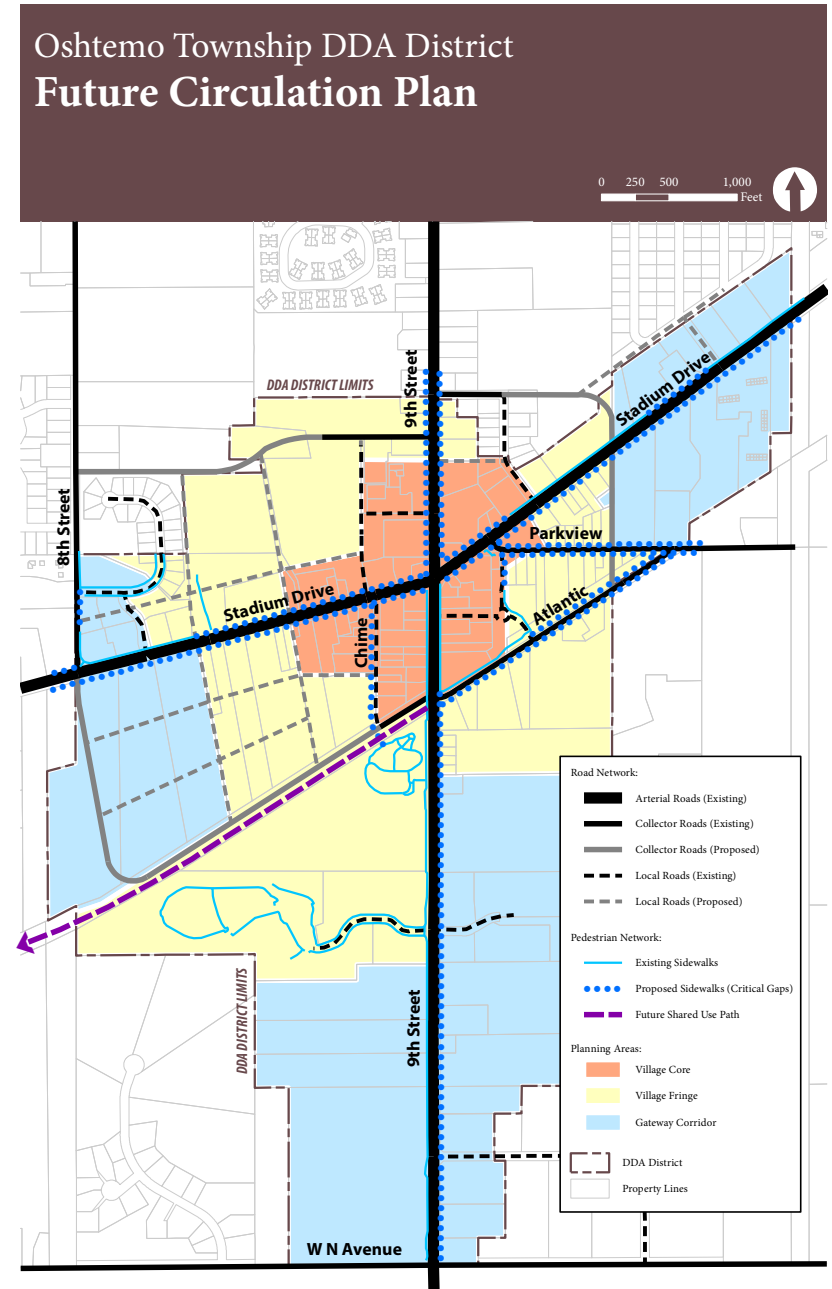 Oshtemo Township DDA District
Future Circulation Plan
0 250 500 1,000
Feet
DDA DISTRICT LIMITS
9th Street
Stadium Drive
8th Street
Parkview
Stadium Drive
Atlantic
Chime
DDA DISTRICT LIMITS
9th Street
W N Avenue
Road Network:
Arterial Roads (Existing)
Collector Roads (Existing)
Collector Roads (Proposed)
Local Roads (Existing)
Local Roads (Proposed)
Pedestrian Network:
Existing Sidewalks
Proposed Sidewalks (Critical Gaps)
Future Shared Use Path
Planning Areas:
Village Core
Village Fringe
Gateway Corridor
DDA District
Property Lines